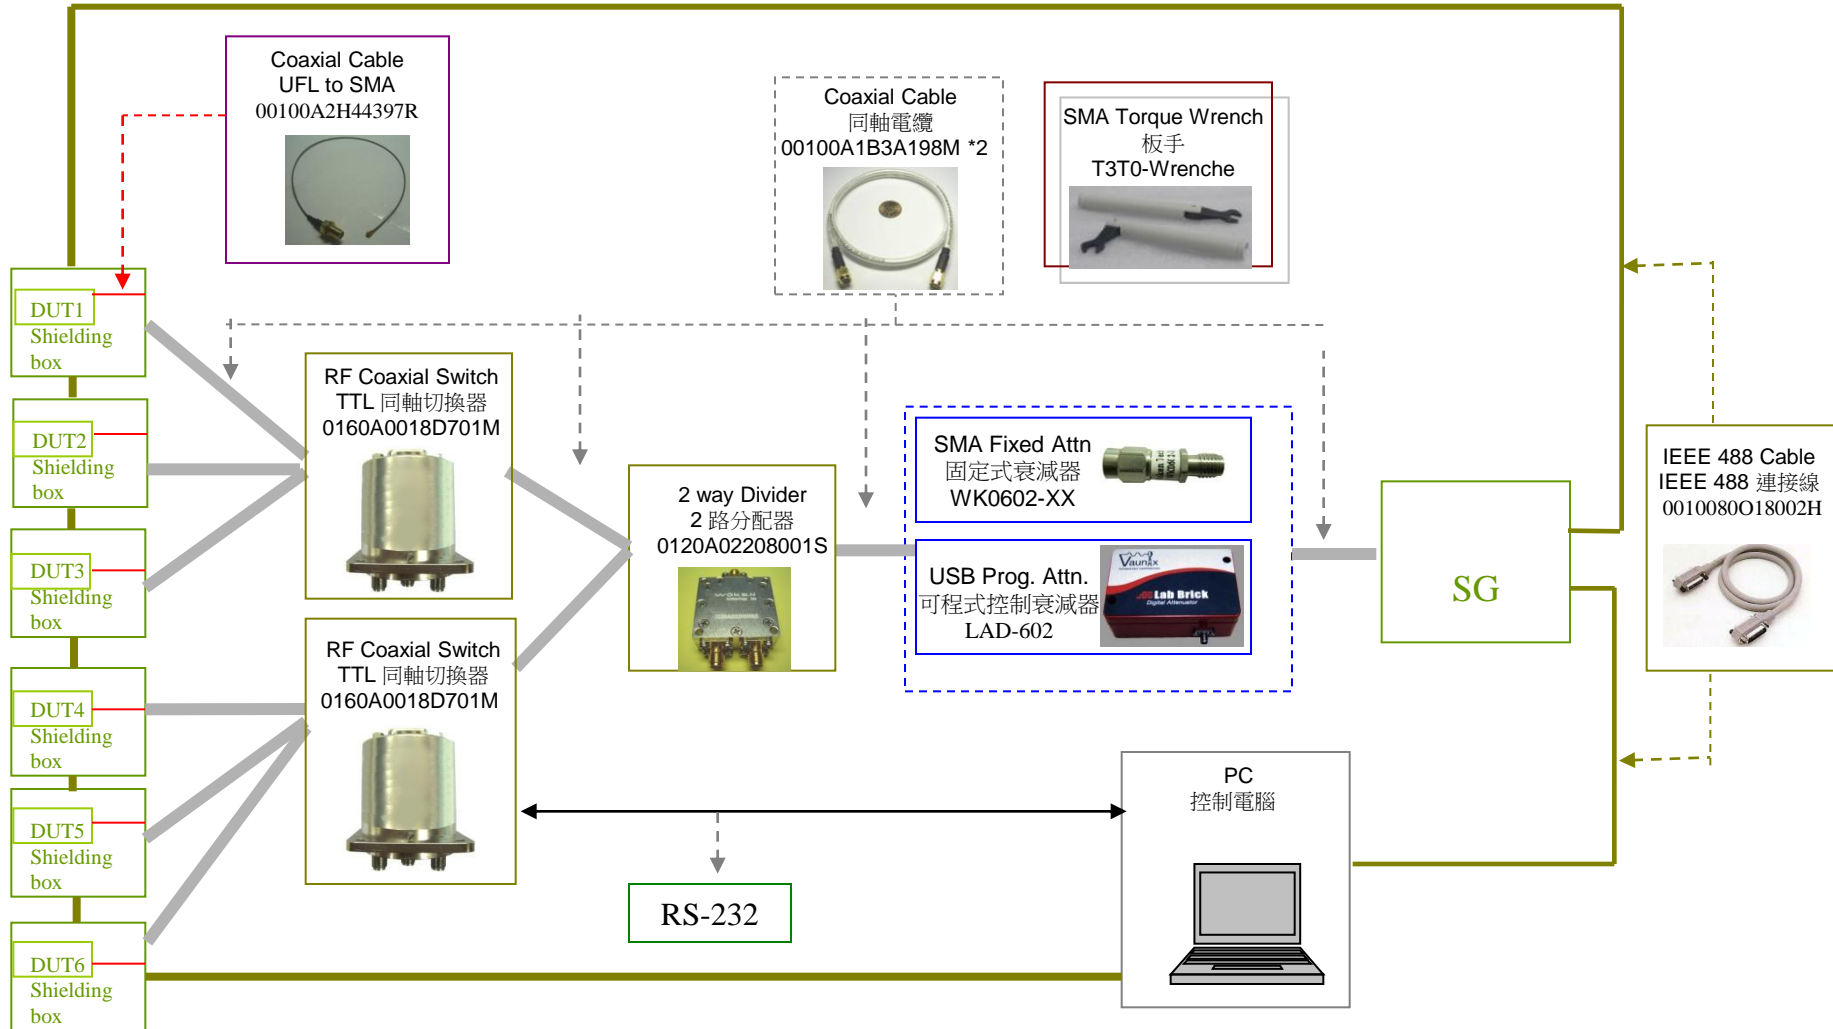 Coaxial Cable
UFL to SMA
00100A2H44397R
Coaxial Cable
同軸電纜
00100A1B3A198M *2
SMA Torque Wrench
板手
T3T0-Wrenche
DUT1
Shielding
box
DUT2
Shielding
box
DUT3
Shielding
box
DUT4
Shielding
box
DUT5
Shielding
box
DUT6
Shielding
box
RF Coaxial Switch
TTL 同軸切換器
0160A0018D701M
RF Coaxial Switch
TTL 同軸切換器
0160A0018D701M
2 way Divider
2 路分配器
0120A02208001S
SMA Fixed Attn
固定式衰減器
WK0602-XX
USB Prog. Attn.
可程式控制衰減器
LAD-602
Vaunix
Lab Brick
Digital Attenuator
SG
IEEE 488 Cable
IEEE 488 連接線
0010080O18002H
PC
控制電腦
RS-232